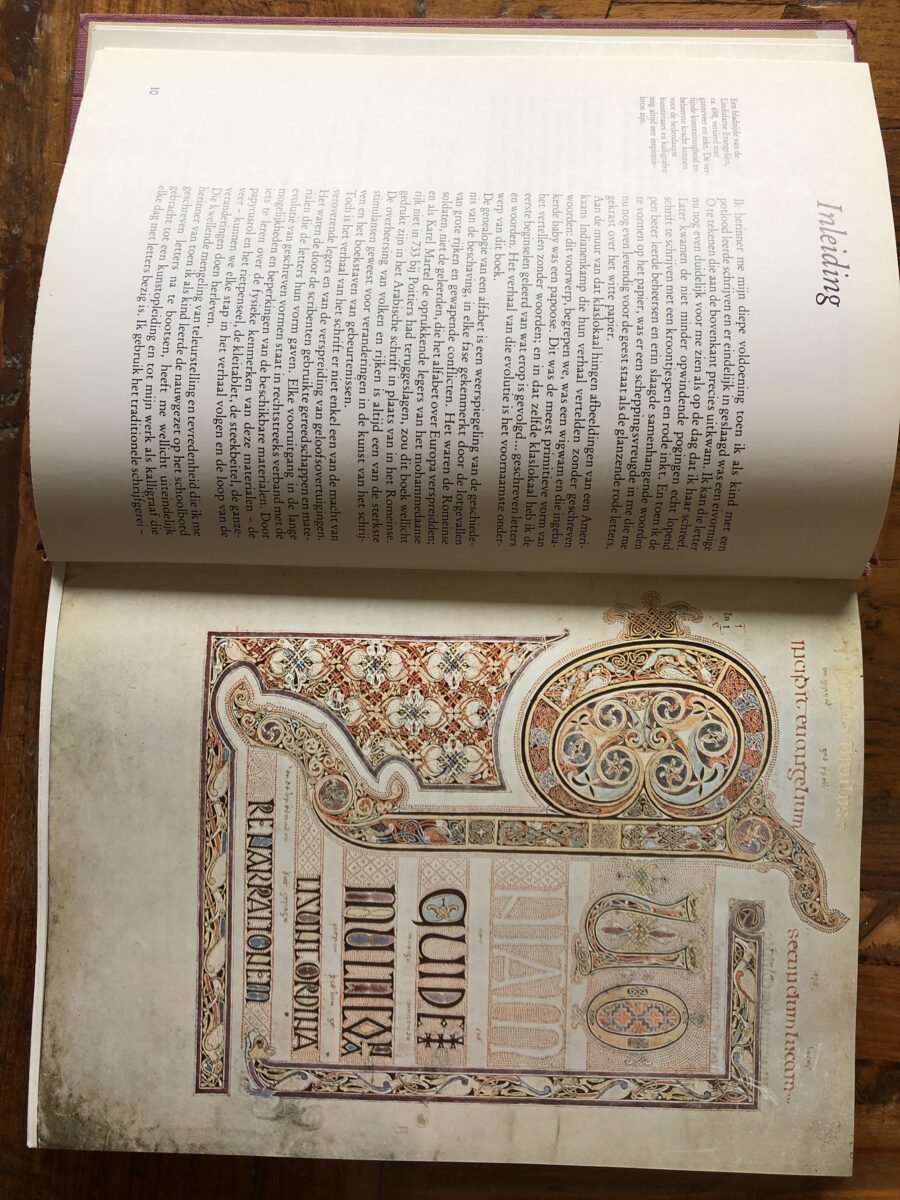 Inleiding
Een bladzijde van de
Lindisfarne Evangeliën,
ca. 698, versierd met
ganzeveer en inkt. De ver-
fijnde kunstzinnigheid en
beheerste kracht kunnen
voor de hedendaagse
kunstenaars en kalligrafen
nog altijd een inspiratie-
bron zijn.
Ik herinner me mijn diepe voldoening toen ik als kind met een
potlood leerde schrijven en er eindelijk in geslaagd was een eivormige
O te tekenen die aan de bovenkant precies uitkwam. Ik kan die letter
nu nog even duidelijk voor me zien als op de dag dat ik haar schreef.
Later kwamen de niet minder opwindende pogingen echt lopend
schrift te schrijven met een kroontjespen en rode inkt. En toen ik de
pen beter leerde beheersen en erin slaagde samenhangende woorden
te vormen op het papier, was er een scheppingsvreugde in me die me
nu nog even levendig voor de geest staat als de glanzende rode letters,
gekrast over het witte papier.
Aan de muur van dat klaslokaal hingen afbeeldingen van een Ameri-
kaans Indianenkamp die hun verhaal vertelden zonder geschreven
woorden: dit voorwerp, begrepen we, was een wigwam en die ingeba-
kerde baby was een papoose. Dit was de meest primitieve vorm van
het vertellen zonder woorden; en in dat zelfde klaslokaal heb ik de
eerste beginselen geleerd van wat erop is gevolgd... geschreven letters
en woorden. Het verhaal van die evolutie is het voornaamste onder-
werp van dit boek.
De genealogie van een alfabet is een weerspiegeling van de geschiede-
nis van de beschaving, in elke fase gekenmerkt door de lotgevallen
van grote rijken en gewapende conflicten. Het waren de Romeinse
soldaten, niet de geleerden, die het alfabet over Europa verspreidden;
en als Karel Martel de oprukkende legers van het mohammedaanse
rijk niet in 733 bij Poitiers had teruggeslagen, zou dit boek wellicht
gedrukt zijn in het Arabische schrift in plaats van in het Romeinse.
De overheersing van volken en rijken is altijd een van de sterkste
stimulansen geweest voor veranderingen in de kunst van het schrij-
ven en het boekstaven van gebeurtenissen.
Toch is het verhaal van het schrift er niet enkel een van de macht van
veroverende legers en van de verspreiding van geloofsovertuigingen.
Het waren de door de scribenten gebruikte gereedschappen en mate-
rialen die de letters hun vorm gaven. Elke vooruitgang in de lange
evolutie van geschreven vormen staat in rechtstreeks verband met de
mogelijkheden en beperkingen van de beschikbare materialen. Door
iets te leren over de fysieke kenmerken van deze materialen – de
papyrusrol en het rietpenseel, de kleitablet, de steekbeitel, de ganze-
veer – kunnen we elke stap in het verhaal volgen en de loop van de
veranderingen doen herleven.
De kwellende mengeling van teleurstelling en tevredenheid die ik me
herinner van toen ik als kind leerde de nauwgezet op het schoolbord
geschreven letters na te bootsen, heeft me wellicht uiteindelijk
gebracht tot een kunstopleiding en tot mijn werk als kalligraaf die
elke dag met letters bezig is. Ik gebruik het traditionele schrijfgerei –
10
Incipit euangelium secundum lucam
QUO
NIAM
QUIDE
MULTI
IN ORDINA
RE NARRATIONEM